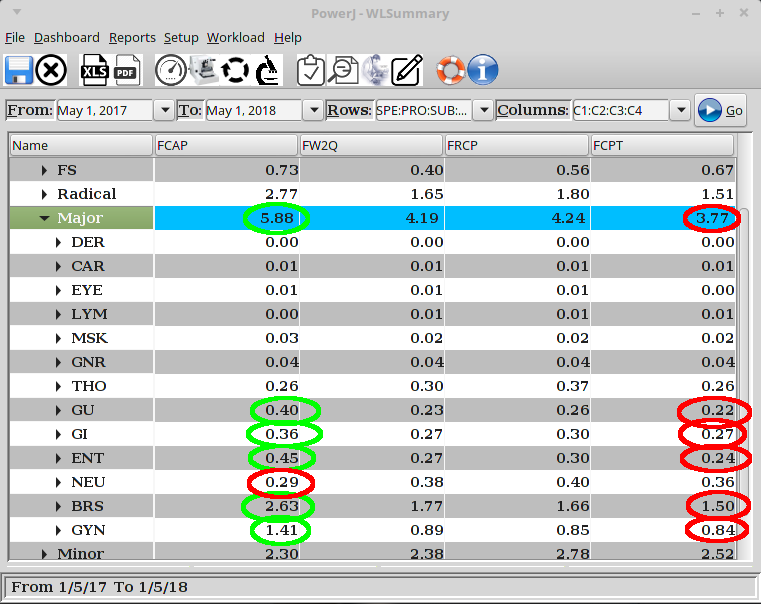 PowerJ - WLSummary
File Dashboard Reports Setup Workload Help
XLS PDF
From: May 1, 2017 To: May 1, 2018 Rows: SPE:PRO:SUB:... Columns: C1:C2:C3:C4 Go
Name FCAP FW2Q FRCP FCPT
FS 0.73 0.40 0.56 0.67
Radical 2.77 1.65 1.80 1.51
Major 5.88 4.19 4.24 3.77
DER 0.00 0.00 0.00 0.00
CAR 0.01 0.01 0.01 0.01
EYE 0.01 0.01 0.01 0.00
LYM 0.00 0.01 0.01 0.01
MSK 0.03 0.02 0.02 0.02
GNR 0.04 0.04 0.04 0.04
THO 0.26 0.30 0.37 0.26
GU 0.40 0.23 0.26 0.22
GI 0.36 0.27 0.30 0.27
ENT 0.45 0.27 0.30 0.24
NEU 0.29 0.38 0.40 0.36
BRS 2.63 1.77 1.66 1.50
GYN 1.41 0.89 0.85 0.84
Minor 2.30 2.38 2.78 2.52
From 1/5/17 To 1/5/18